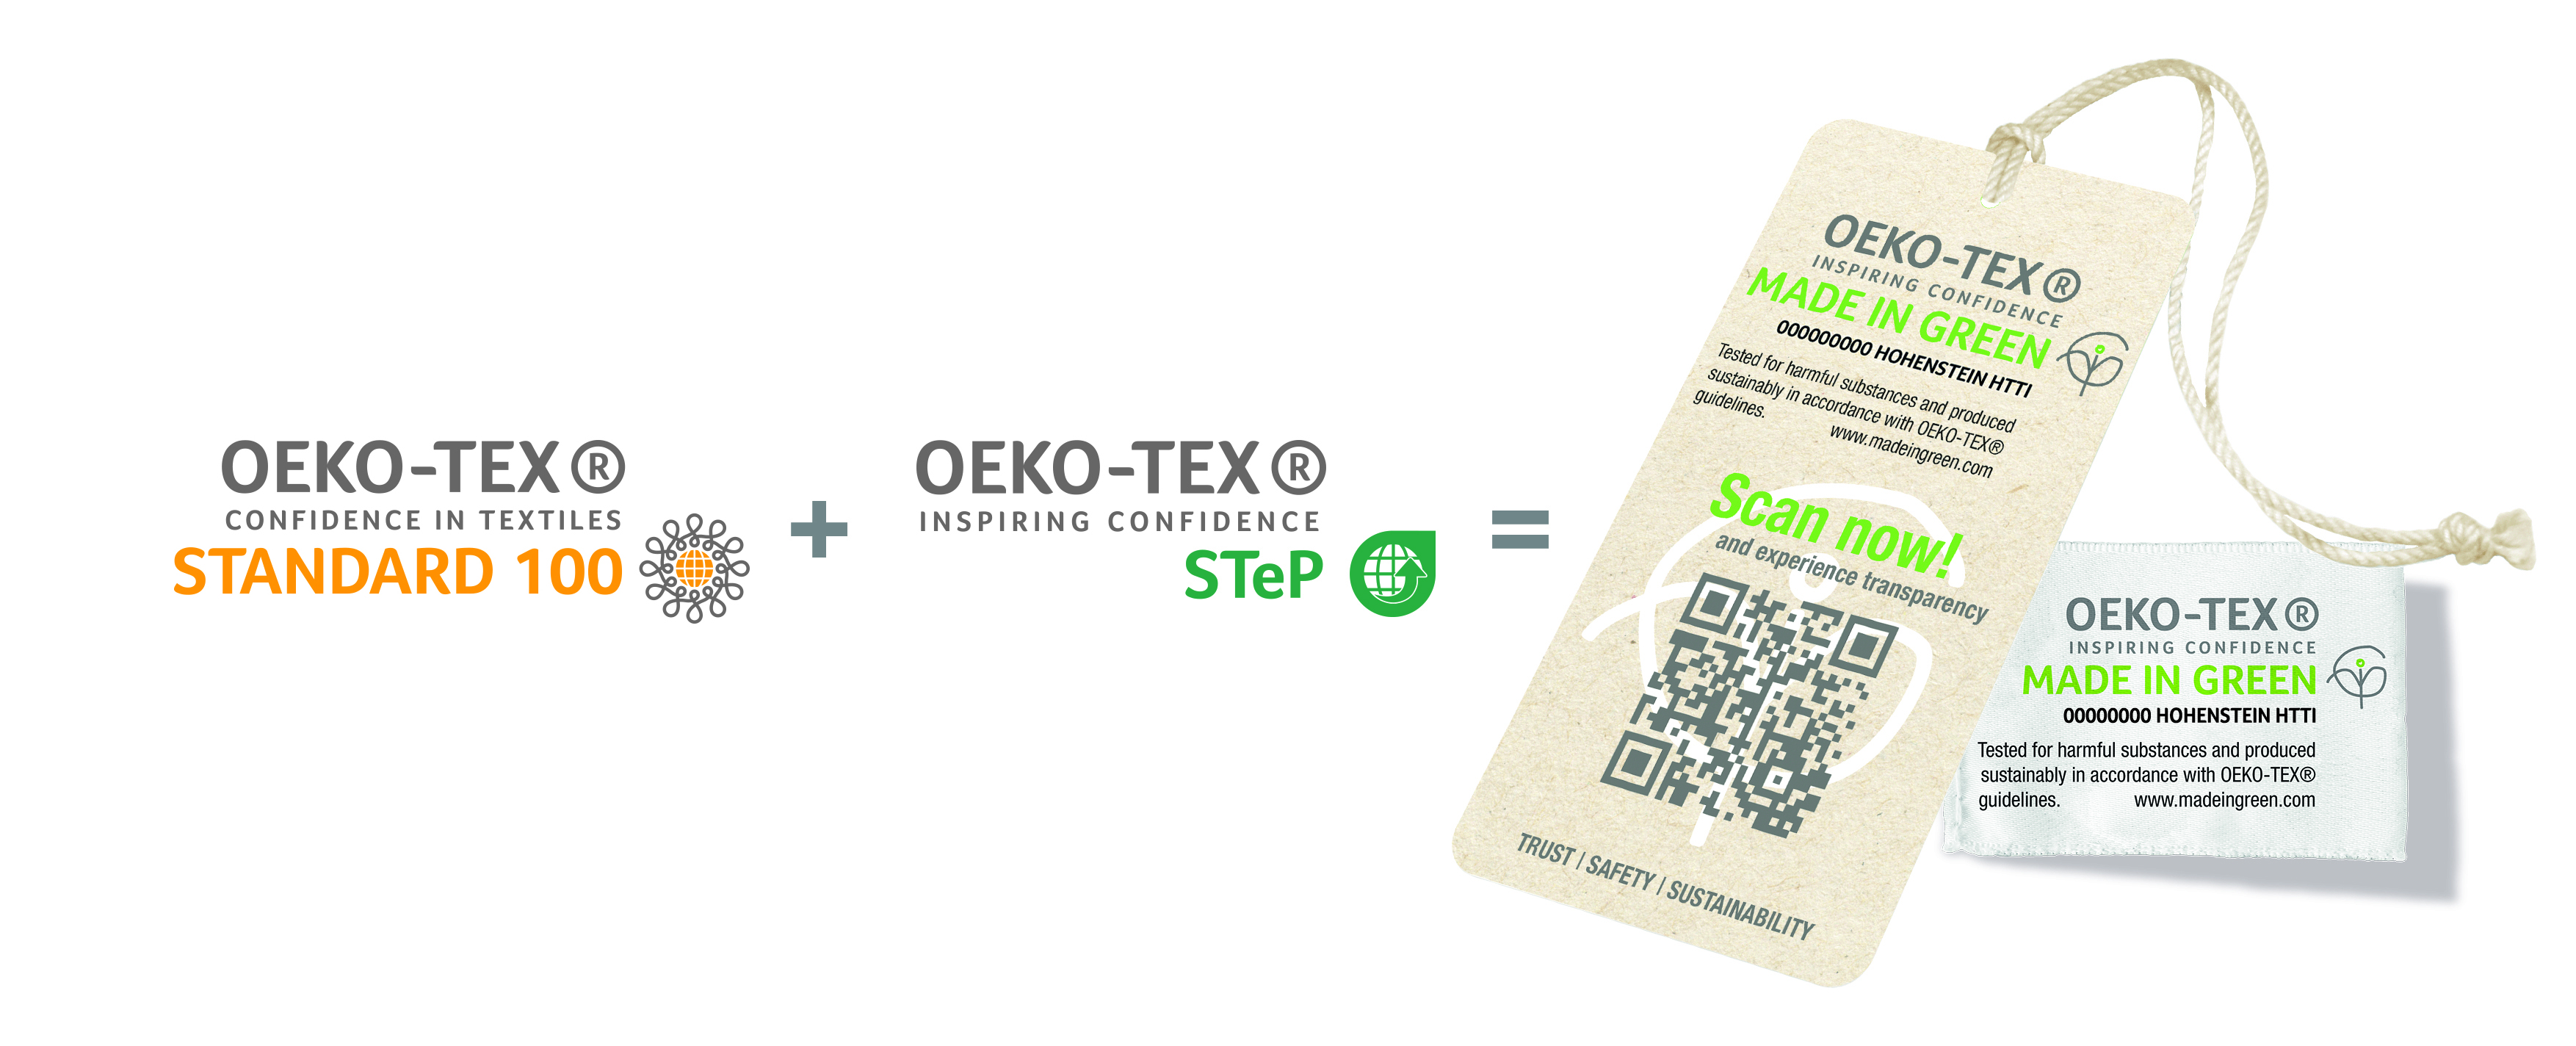 OEKO-TEX®
CONFIDENCE IN TEXTILES
STANDARD 100
+
OEKO-TEX®
INSPIRING CONFIDENCE
STeP
=
OEKO-TEX®
INSPIRING CONFIDENCE
MADE IN GREEN
000000000 HOHENSTEIN HTTI
Tested for harmful substances and produced
sustainably in accordance with OEKO-TEX®
guidelines.
www.madeingreen.com
Scan now!
and experience transparency
TRUST | SAFETY | SUSTAINABILITY
OEKO-TEX®
INSPIRING CONFIDENCE
MADE IN GREEN
00000000 HOHENSTEIN HTTI
Tested for harmful substances and produced
sustainably in accordance with OEKO-TEX®
guidelines. www.madeingreen.com